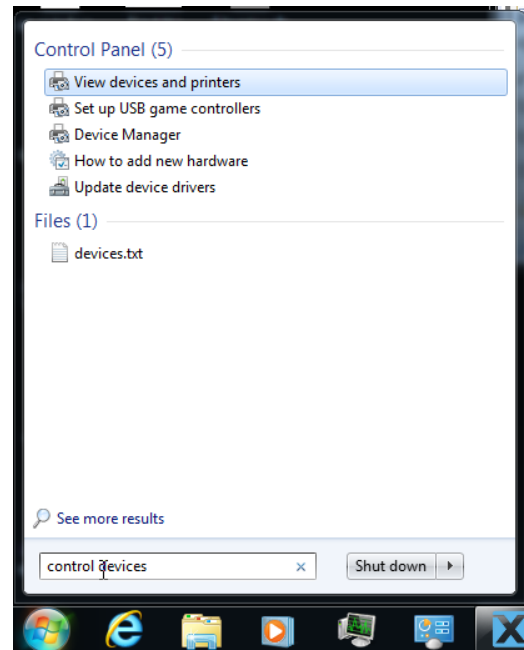 Control Panel (5)
View devices and printers
Set up USB game controllers
Device Manager
How to add new hardware
Update device drivers
Files (1)
devices.txt
See more results
control devices
Shut down